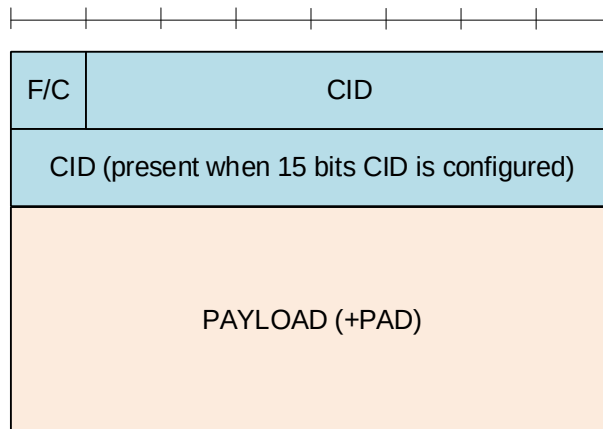 F/C CID
CID (present when 15 bits CID is configured)
PAYLOAD (+PAD)